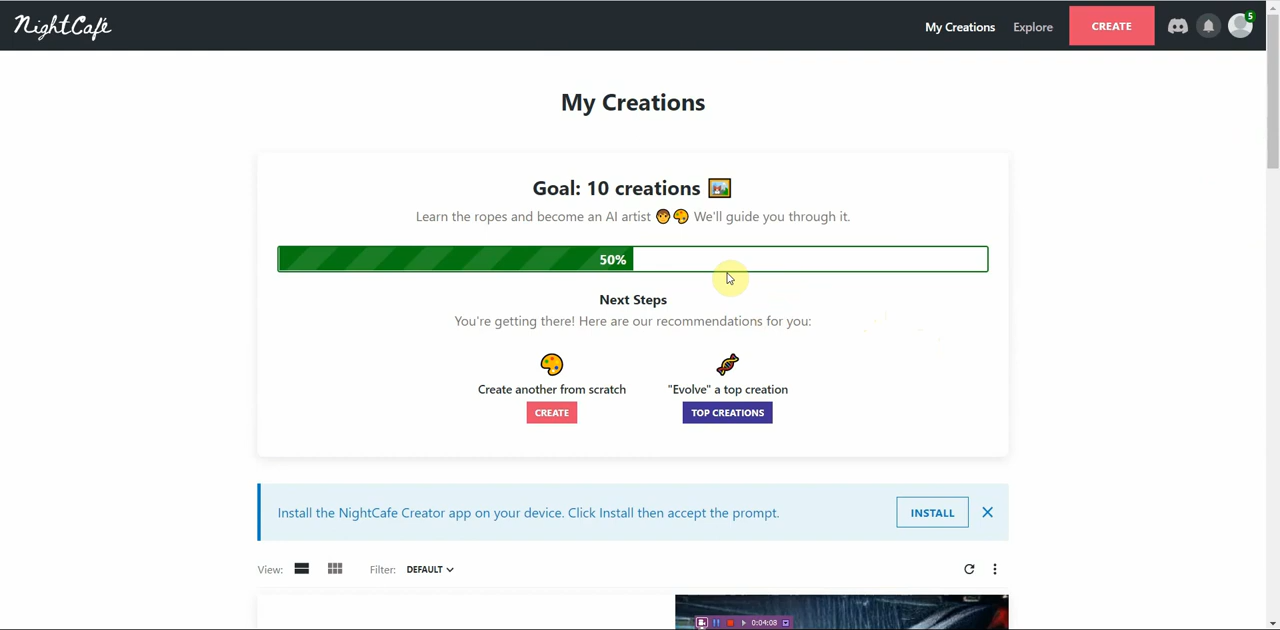 NightCafé
My Creations
Explore
CREATE
5
My Creations
Goal: 10 creations
Learn the ropes and become an AI artist We'll guide you through it.
50%
Next Steps
You're getting there! Here are our recommendations for you:
Create another from scratch
"Evolve" a top creation
CREATE
TOP CREATIONS
Install the NightCafe Creator app on your device. Click Install then accept the prompt.
INSTALL
View:
Filter:
DEFAULT
0:04:08